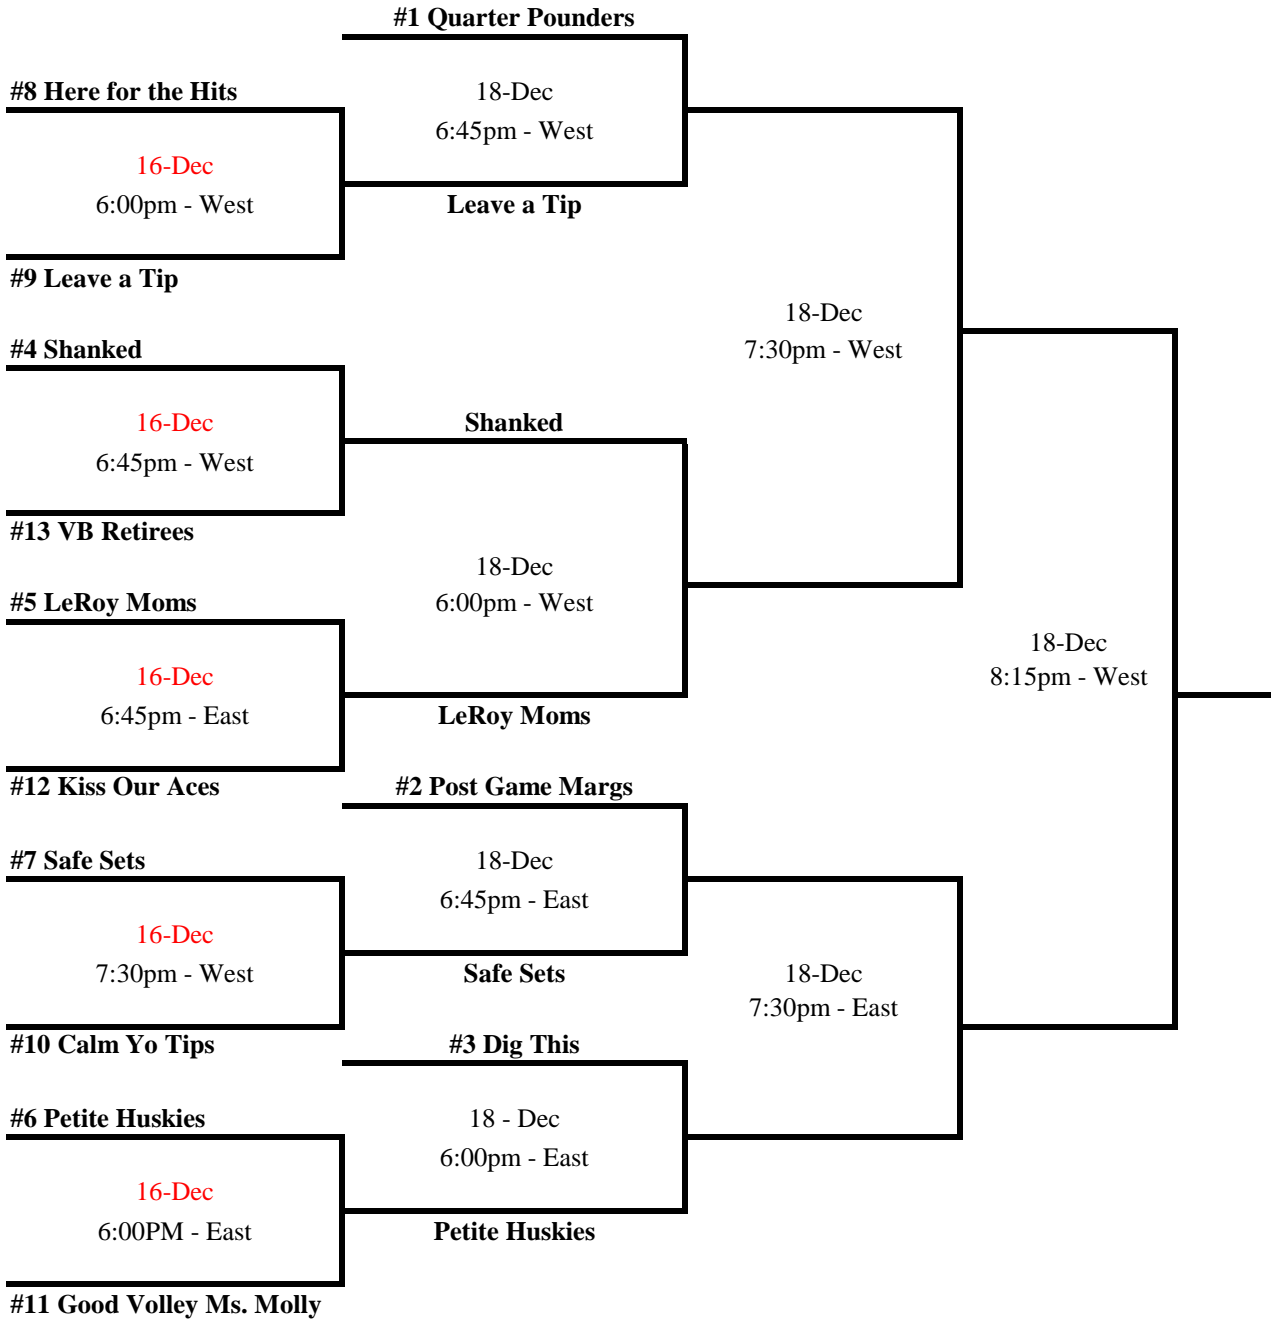 #1 Quarter Pounders
#8 Here for the Hits
18-Dec
6:45pm - West
16-Dec
6:00pm - West
Leave a Tip
#9 Leave a Tip
18-Dec
7:30pm - West
#4 Shanked
16-Dec
6:45pm - West
Shanked
#13 VB Retirees
18-Dec
6:00pm - West
#5 LeRoy Moms
16-Dec
6:45pm - East
LeRoy Moms
18-Dec
8:15pm - West
#12 Kiss Our Aces
#2 Post Game Margs
#7 Safe Sets
18-Dec
6:45pm - East
16-Dec
7:30pm - West
Safe Sets
18-Dec
7:30pm - East
#10 Calm Yo Tips
#3 Dig This
#6 Petite Huskies
18 - Dec
6:00pm - East
16-Dec
6:00PM - East
Petite Huskies
#11 Good Volley Ms. Molly